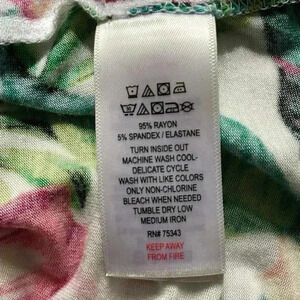 95% RAYON
5% SPANDEX / ELASTANE
TURN INSIDE OUT
MACHINE WASH COOL-
DELICATE CYCLE
WASH WITH LIKE COLORS
ONLY NON-CHLORINE
BLEACH WHEN NEEDED
TUMBLE DRY LOW
MEDIUM IRON
RN# 75343
KEEP AWAY
FROM FIRE